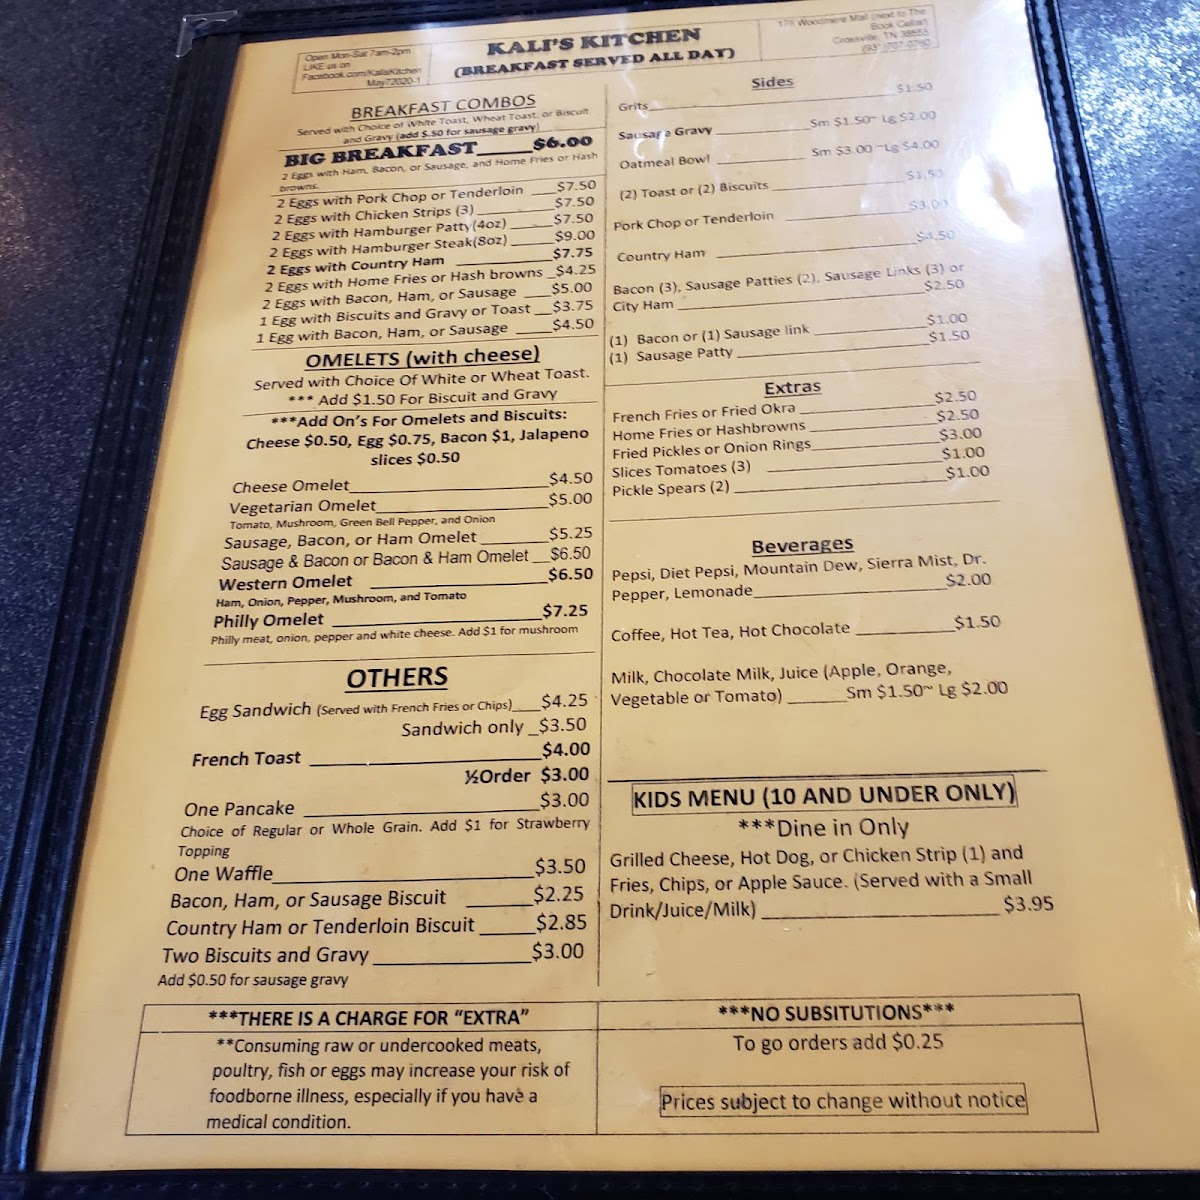 Open Mon-Sat 7am-2pm
LIKE us on
Facebook.com/KalisKitchen
May72020-1
KALI'S KITCHEN
(BREAKFAST SERVED ALL DAY)
Woodmere Mall (next to The
Book Cellar)
Crossville, TN 38555
BREAKFAST COMBOS
Served with Choice of White Toast, Wheat Toast, or Biscuit
and Gravy (add $.50 for sausage gravy)
BIG BREAKFAST $6.00
2 Eggs with Ham, Bacon, or Sausage, and Home Fries or Hash
browns.
2 Eggs with Pork Chop or Tenderloin $7.50
2 Eggs with Chicken Strips (3) $7.50
2 Eggs with Hamburger Patty(4oz) $7.50
2 Eggs with Hamburger Steak(8oz) $9.00
2 Eggs with Country Ham $7.75
2 Eggs with Home Fries or Hash browns $4.25
2 Eggs with Bacon, Ham, or Sausage $5.00
1 Egg with Biscuits and Gravy or Toast $3.75
1 Egg with Bacon, Ham, or Sausage $4.50
OMELETS (with cheese)
Served with Choice Of White or Wheat Toast.
*** Add $1.50 For Biscuit and Gravy
***Add On's For Omelets and Biscuits:
Cheese $0.50, Egg $0.75, Bacon $1, Jalapeno
slices $0.50
Cheese Omelet $4.50
Vegetarian Omelet $5.00
Tomato, Mushroom, Green Bell Pepper, and Onion
Sausage, Bacon, or Ham Omelet $5.25
Sausage & Bacon or Bacon & Ham Omelet $6.50
Western Omelet $6.50
Ham, Onion, Pepper, Mushroom, and Tomato
Philly Omelet $7.25
Philly meat, onion, pepper and white cheese. Add $1 for mushroom
OTHERS
Egg Sandwich (Served with French Fries or Chips) $4.25
Sandwich only $3.50
French Toast $4.00
½Order $3.00
One Pancake $3.00
Choice of Regular or Whole Grain. Add $1 for Strawberry
Topping
One Waffle $3.50
Bacon, Ham, or Sausage Biscuit $2.25
Country Ham or Tenderloin Biscuit $2.85
Two Biscuits and Gravy $3.00
Add $0.50 for sausage gravy
Sides
Grits $1.50
Sausage Gravy Sm $1.50~ Lg $2.00
Oatmeal Bowl Sm $3.00 ~Lg $4.00
(2) Toast or (2) Biscuits $1.50
Pork Chop or Tenderloin $3.00
Country Ham $4.50
Bacon (3), Sausage Patties (2), Sausage Links (3) or
City Ham $2.50
(1) Bacon or (1) Sausage link $1.00
(1) Sausage Patty $1.50
Extras
French Fries or Fried Okra $2.50
Home Fries or Hashbrowns $2.50
Fried Pickles or Onion Rings $3.00
Slices Tomatoes (3) $1.00
Pickle Spears (2) $1.00
Beverages
Pepsi, Diet Pepsi, Mountain Dew, Sierra Mist, Dr.
Pepper, Lemonade $2.00
Coffee, Hot Tea, Hot Chocolate $1.50
Milk, Chocolate Milk, Juice (Apple, Orange,
Vegetable or Tomato) Sm $1.50~ Lg $2.00
KIDS MENU (10 AND UNDER ONLY)
***Dine in Only
Grilled Cheese, Hot Dog, or Chicken Strip (1) and
Fries, Chips, or Apple Sauce. (Served with a Small
Drink/Juice/Milk) $3.95
***THERE IS A CHARGE FOR "EXTRA"
**Consuming raw or undercooked meats,
poultry, fish or eggs may increase your risk of
foodborne illness, especially if you have a
medical condition.
***NO SUBSITUTIONS***
To go orders add $0.25
Prices subject to change without notice